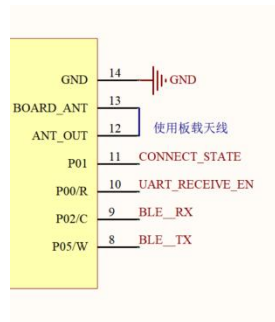 GND 14 GND
BOARD_ANT 13
使用板载天线
ANT_OUT 12
P01 11 CONNECT_STATE
P00/R 10 UART_RECEIVE_EN
P02/C 9 BLE__RX
P05/W 8 BLE__TX